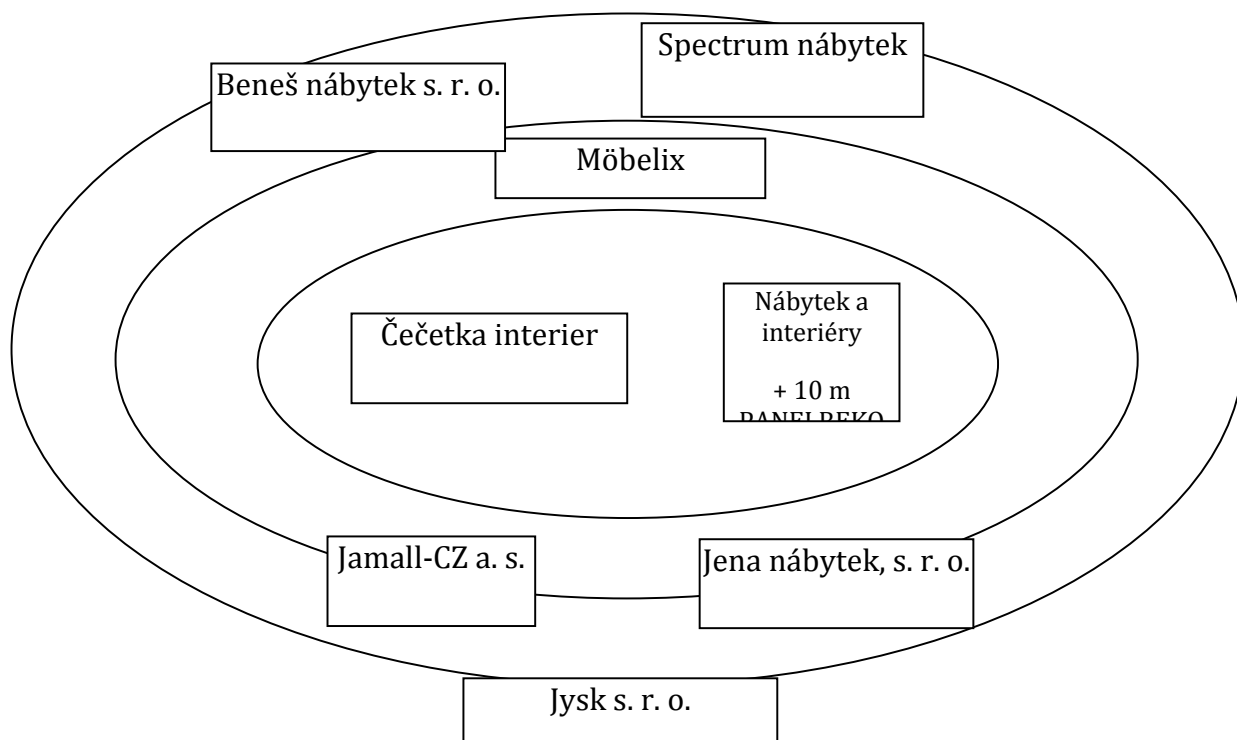 Spectrum nábytek
Beneš nábytek s. r. o.
Möbelix
Čečetka interier
Nábytek a
interiéry
+ 10 m
Jamall-CZ a. s.
Jena nábytek, s. r. o.
Jysk s. r. o.